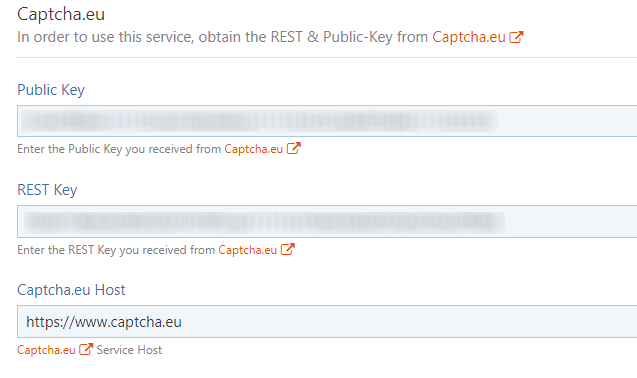 Captcha.eu
In order to use this service, obtain the REST & Public-Key from Captcha.eu
Public Key
Enter the Public Key you received from Captcha.eu
REST Key
Enter the REST Key you received from Captcha.eu
Captcha.eu Host
https://www.captcha.eu
Captcha.eu Service Host